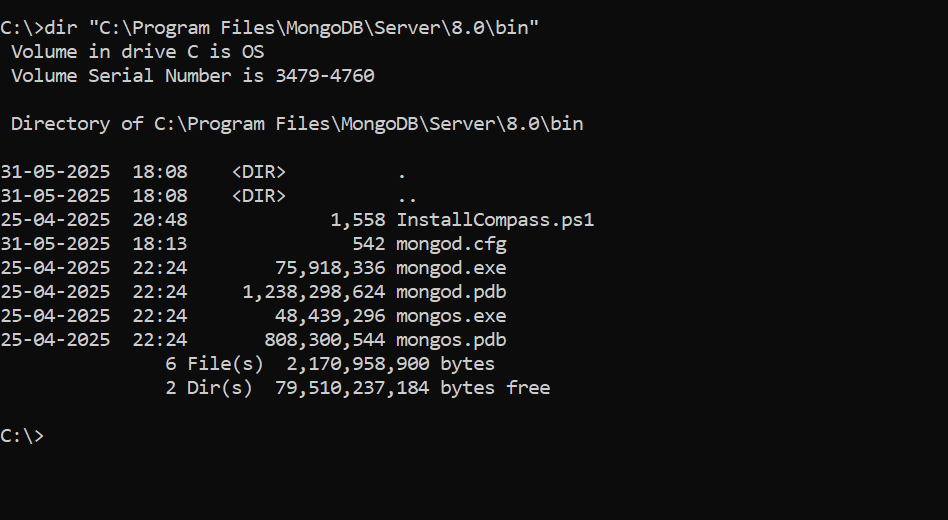 C:\>dir "C:\Program Files\MongoDB\Server\8.0\bin"
 Volume in drive C is OS
 Volume Serial Number is 3479-4760

 Directory of C:\Program Files\MongoDB\Server\8.0\bin

31-05-2025  18:08    <DIR>          .
31-05-2025  18:08    <DIR>          ..
25-04-2025  20:48             1,558 InstallCompass.ps1
31-05-2025  18:13               542 mongod.cfg
25-04-2025  22:24        75,918,336 mongod.exe
25-04-2025  22:24     1,238,298,624 mongod.pdb
25-04-2025  22:24        48,439,296 mongos.exe
25-04-2025  22:24       808,300,544 mongos.pdb
               6 File(s)  2,170,958,900 bytes
               2 Dir(s)  79,510,237,184 bytes free

C:\>